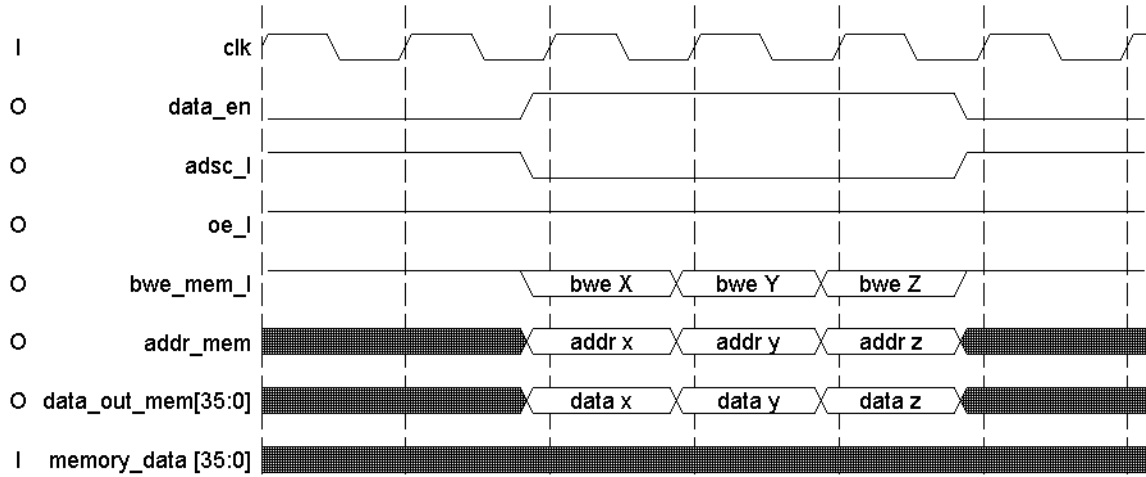 I clk
O data_en
O adsc_l
O oe_l
O bwe_mem_l bwe X bwe Y bwe Z
O addr_mem addr x addr y addr z
O data_out_mem[35:0] data x data y data z
I memory_data [35:0]